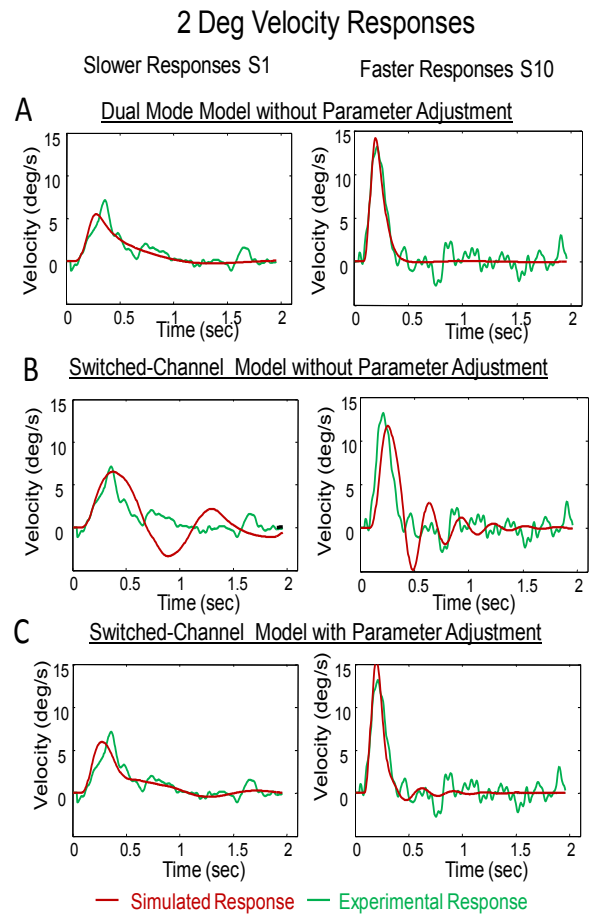 2 Deg Velocity Responses
Slower Responses S1
Faster Responses S10
A
Dual Mode Model without Parameter Adjustment
Velocity (deg/s)
15
10
5
0
0
0.5
1
1.5
2
Time (sec)
Velocity (deg/s)
15
10
5
0
0
0.5
1
1.5
2
Time (sec)
B
Switched-Channel Model without Parameter Adjustment
Velocity (deg/s)
15
10
5
0
0
0.5
1
1.5
2
Time (sec)
Velocity (deg/s)
15
10
5
0
0
0.5
1
1.5
2
Time (sec)
C
Switched-Channel Model with Parameter Adjustment
Velocity (deg/s)
15
10
5
0
0
0.5
1
1.5
2
Time (sec)
Velocity (deg/s)
15
10
5
0
0
0.5
1
1.5
2
Time (sec)
Simulated Response
Experimental Response